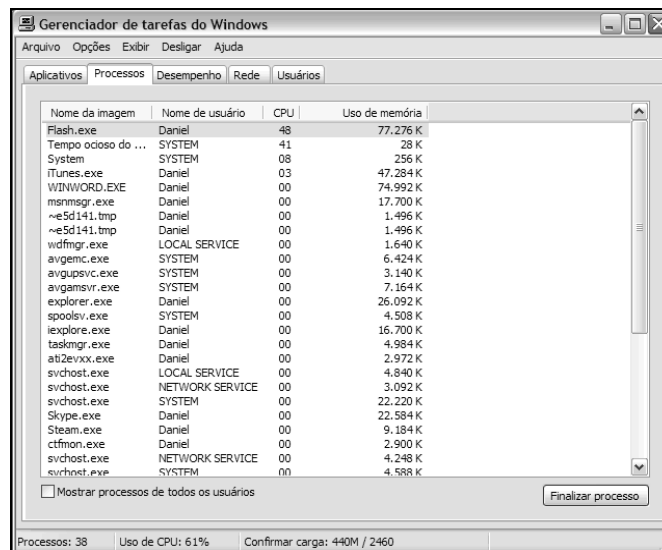 Gerenciador de tarefas do Windows
Arquivo Opções Exibir Desligar Ajuda
Aplicativos Processos Desempenho Rede Usuários
Nome da imagem Nome de usuário CPU Uso de memória
Flash.exe Daniel 48 77.276 K
Tempo ocioso do ... SYSTEM 41 28 K
System SYSTEM 08 256 K
iTunes.exe Daniel 03 47.284 K
WINWORD.EXE Daniel 00 74.992 K
msnmsgr.exe Daniel 00 17.700 K
~e5d141.tmp Daniel 00 1.496 K
~e5d141.tmp Daniel 00 1.496 K
wdfmgr.exe LOCAL SERVICE 00 1.640 K
avgemc.exe SYSTEM 00 6.424 K
avgupsvc.exe SYSTEM 00 3.140 K
avgamsvr.exe SYSTEM 00 7.164 K
explorer.exe Daniel 00 26.092 K
spoolsv.exe SYSTEM 00 4.508 K
iexplore.exe Daniel 00 16.700 K
taskmgr.exe Daniel 00 4.984 K
ati2evxx.exe Daniel 00 2.972 K
svchost.exe LOCAL SERVICE 00 4.840 K
svchost.exe NETWORK SERVICE 00 3.092 K
svchost.exe SYSTEM 00 22.220 K
Skype.exe Daniel 00 22.584 K
Steam.exe Daniel 00 9.184 K
ctfmon.exe Daniel 00 2.900 K
svchost.exe NETWORK SERVICE 00 4.248 K
svchost.exe SYSTEM 00 4.588 K
Mostrar processos de todos os usuários Finalizar processo
Processos: 38 Uso de CPU: 61% Confirmar carga: 440M / 2460